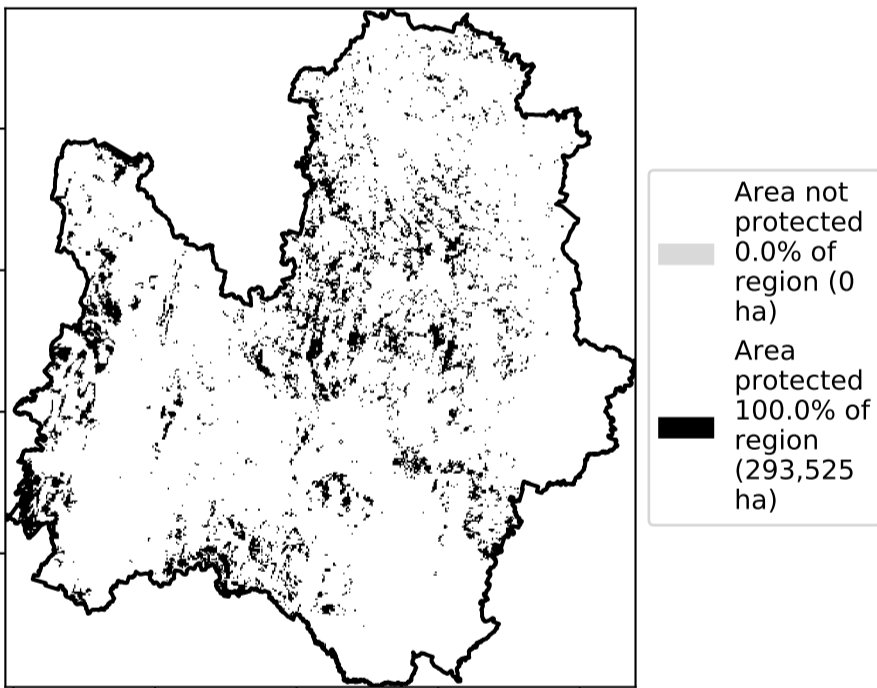 Area not
protected
0.0% of
region (0
ha)
Area
protected
100.0% of
region
(293,525
ha)